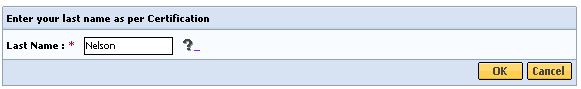 Enter your last name as per Certification
Last Name : * Nelson ?
OK Cancel